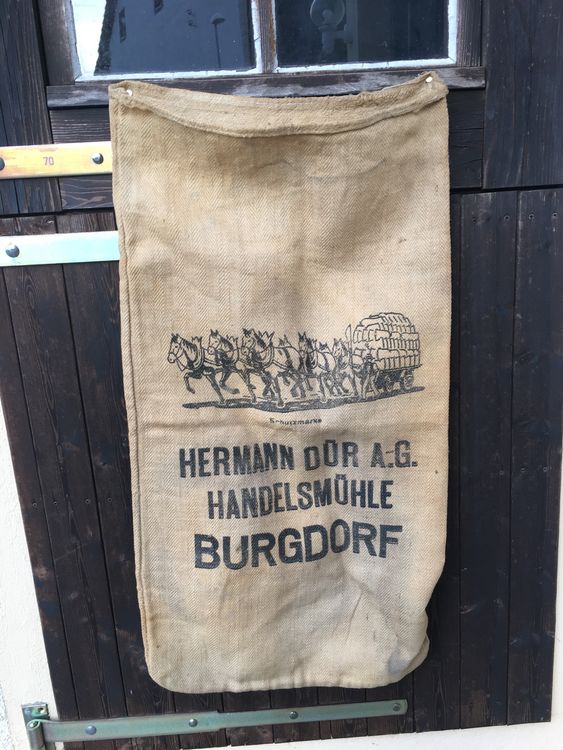 70
Schutzmarke
HERMANN DÜR A.G.
HANDELSMÜHLE
BURGDORF